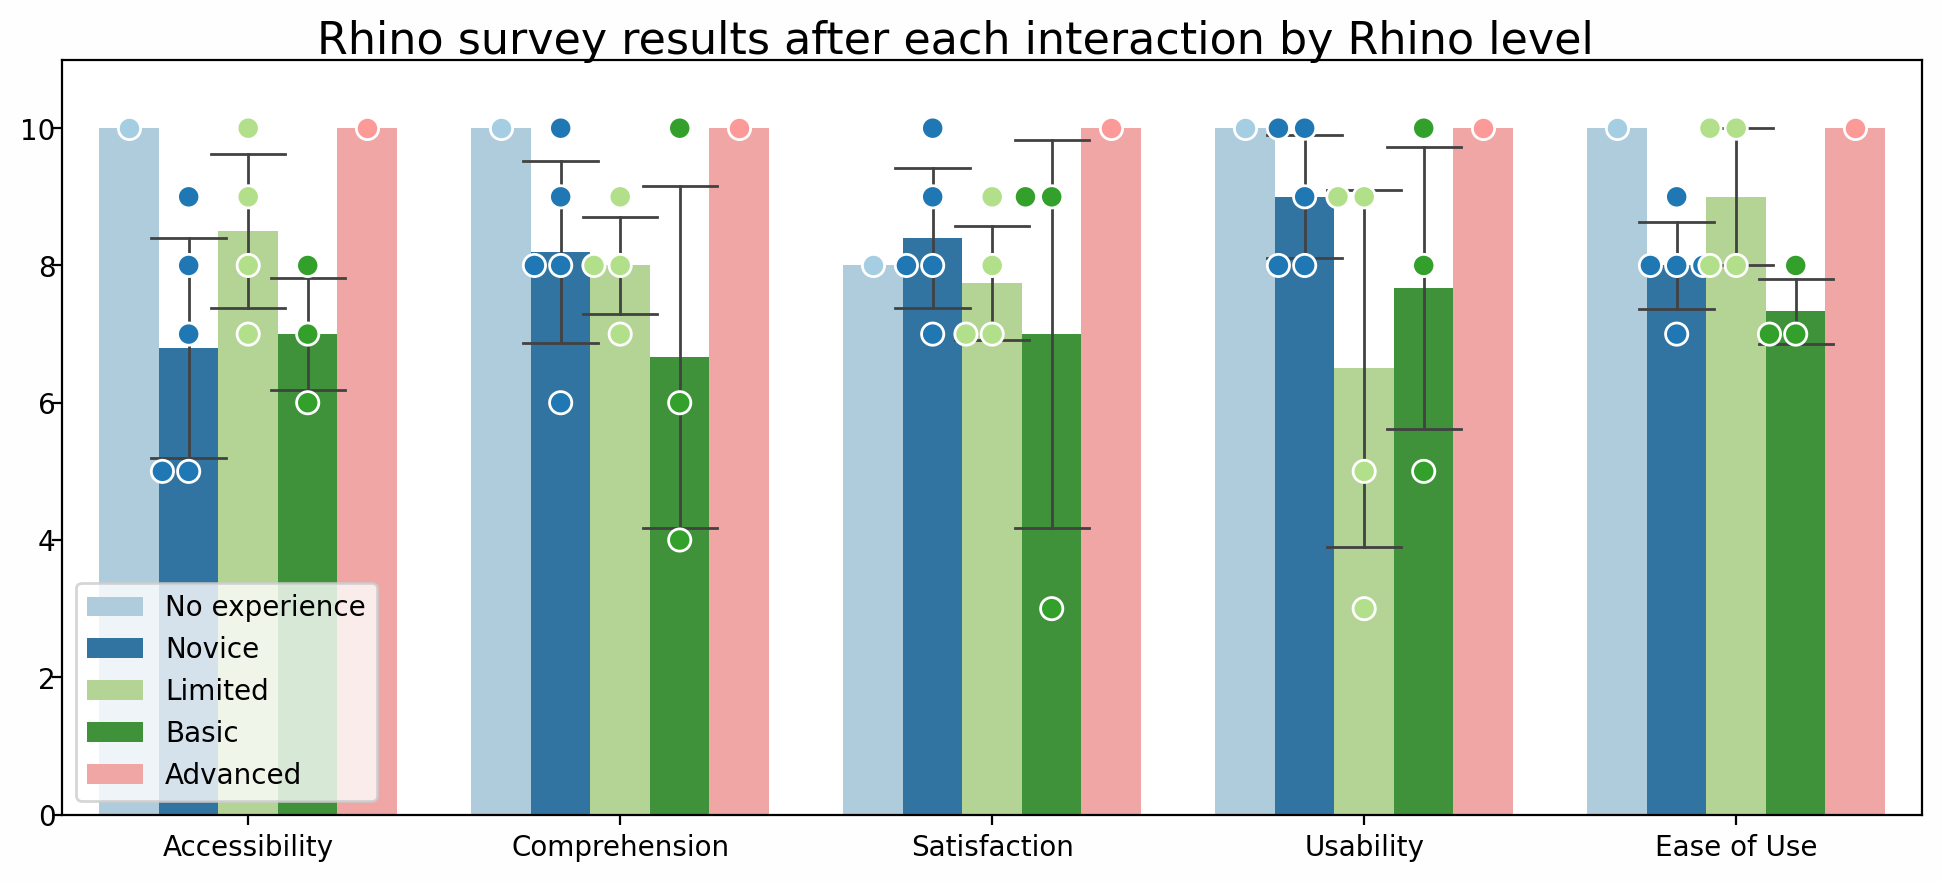 Rhino survey results after each interaction by Rhino level
10
8
6
4
2
0
No experience
Novice
Limited
Basic
Advanced
Accessibility
Comprehension
Satisfaction
Usability
Ease of Use